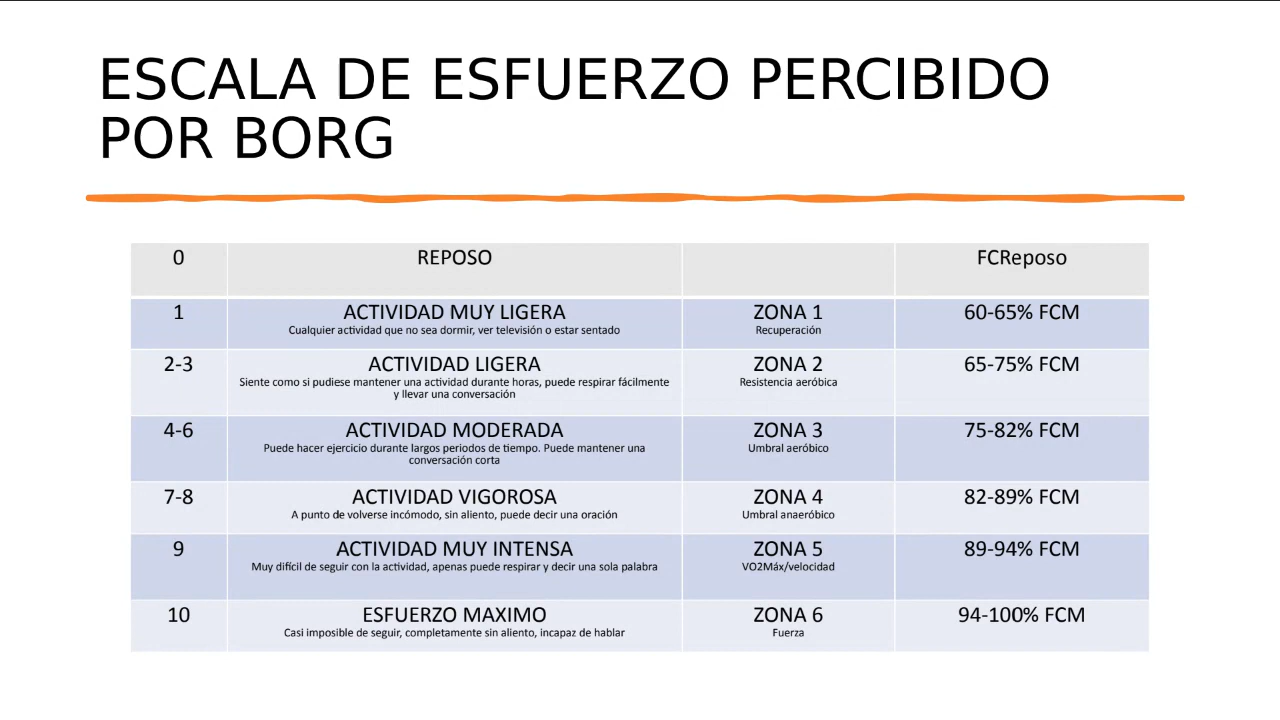 ESCALA DE ESFUERZO PERCIBIDO
POR BORG
0 REPOSO FCReposo
1 ACTIVIDAD MUY LIGERA ZONA 1 60-65% FCM
Cualquier actividad que no sea dormir, ver televisión o estar sentado Recuperación
2-3 ACTIVIDAD LIGERA ZONA 2 65-75% FCM
Siente como si pudiese mantener una actividad durante horas, puede respirar fácilmente Resistencia aeróbica
y llevar una conversación
4-6 ACTIVIDAD MODERADA ZONA 3 75-82% FCM
Puede hacer ejercicio durante largos periodos de tiempo. Puede mantener una Umbral aeróbico
conversación corta
7-8 ACTIVIDAD VIGOROSA ZONA 4 82-89% FCM
A punto de volverse incómodo, sin aliento, puede decir una oración Umbral anaeróbico
9 ACTIVIDAD MUY INTENSA ZONA 5 89-94% FCM
Muy difícil de seguir con la actividad, apenas puede respirar y decir una sola palabra VO2Máx/velocidad
10 ESFUERZO MAXIMO ZONA 6 94-100% FCM
Casi imposible de seguir, completamente sin aliento, incapaz de hablar Fuerza